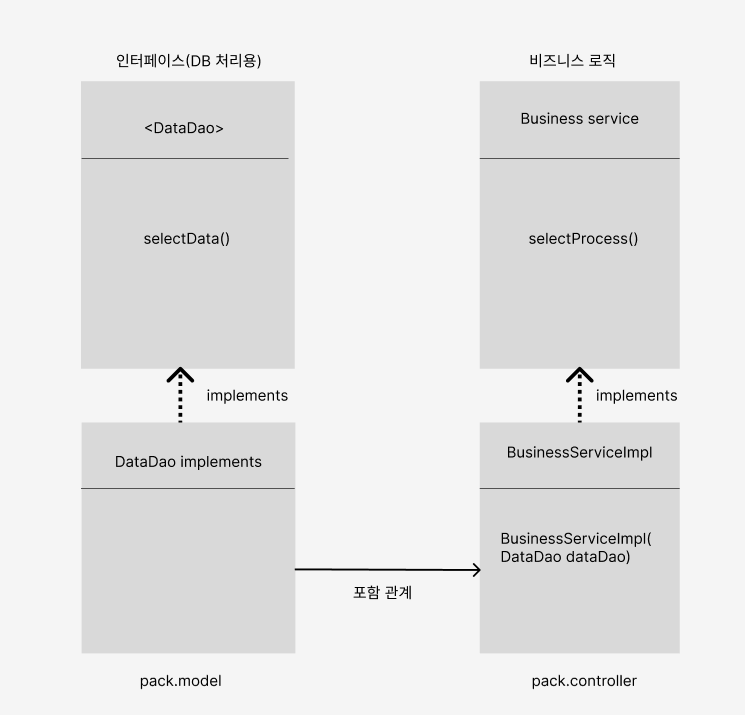 인터페이스(DB 처리용)
<DataDao>
selectData()
implements
DataDao implements
pack.model
비즈니스 로직
Business service
selectProcess()
implements
BusinessServiceImpl
BusinessServiceImpl(
DataDao dataDao)
포함 관계
pack.controller